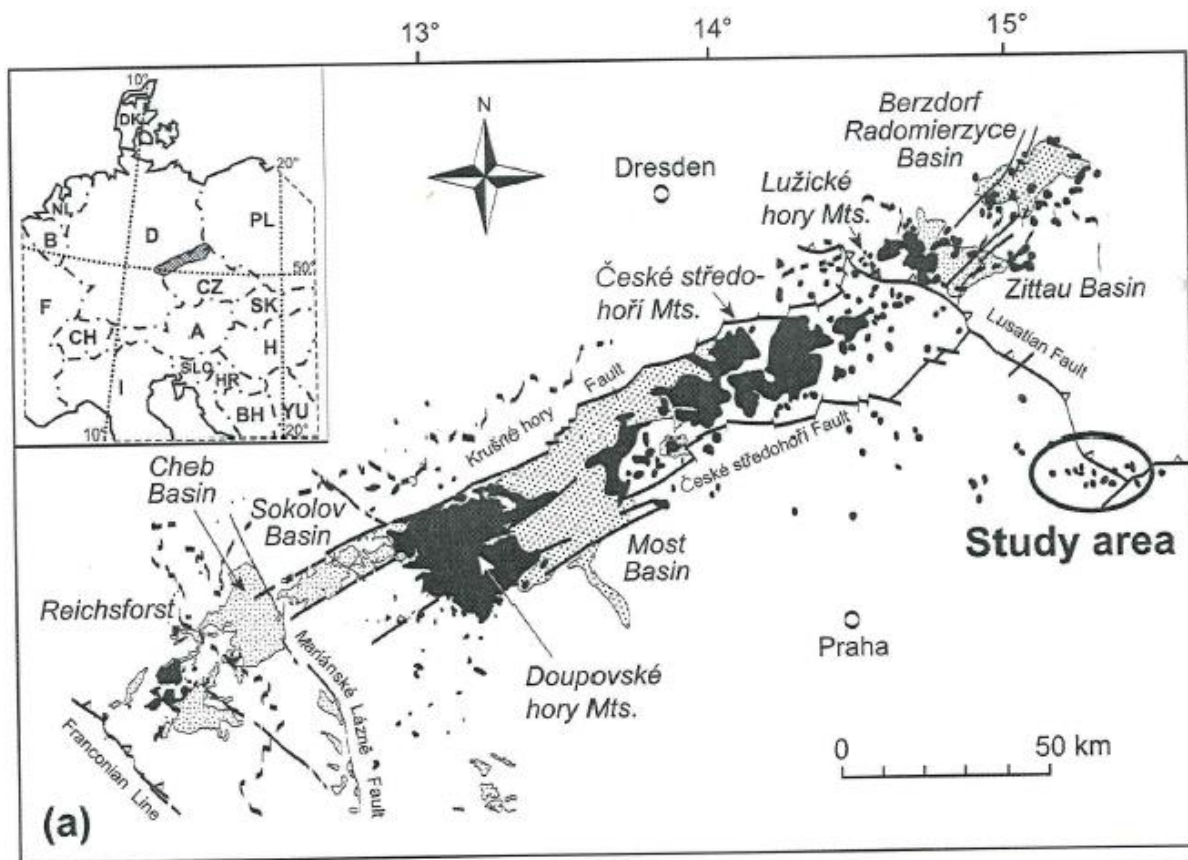 13°
14°
15°
10°
DK
20°
NL
B
D
PL
50°
F
CZ
SK
CH
A
H
SLO
HR
I
BH
YU
10°
20°
N
Dresden
Berzdorf
Radomierzyce
Basin
Lužické
hory Mts.
České středo-
hoří Mts.
Zittau Basin
Lusatian Fault
Krušné hory
Fault
České středohoří Fault
Cheb
Basin
Sokolov
Basin
Most
Basin
Study area
Reichsforst
Praha
Mariánské Lázně
Fault
Doupovské
hory Mts.
Franconian Line
0
50 km
(a)